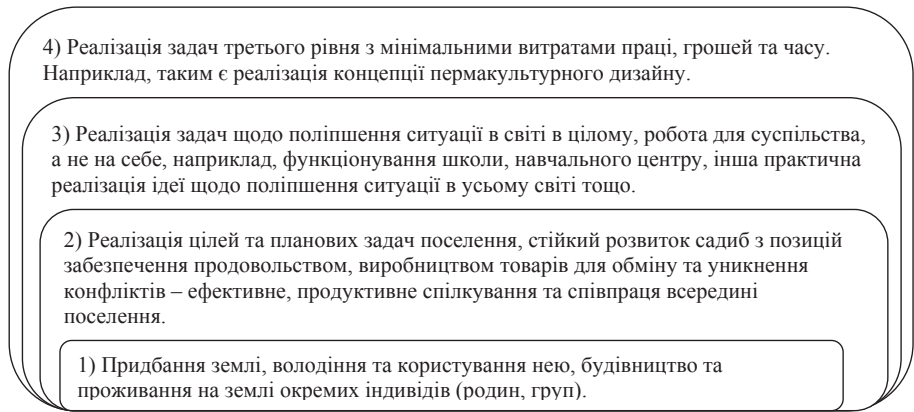 4) Реалізація задач третього рівня з мінімальними витратами праці, грошей та часу.
Наприклад, таким є реалізація концепції пермакультурного дизайну.
3) Реалізація задач щодо поліпшення ситуації в світі в цілому, робота для суспільства,
а не на себе, наприклад, функціонування школи, навчального центру, інша практична
реалізація ідеї щодо поліпшення ситуації в усьому світі тощо.
2) Реалізація цілей та планових задач поселення, стійкий розвиток садиб з позицій
забезпечення продовольством, виробництвом товарів для обміну та уникнення
конфліктів – ефективне, продуктивне спілкування та співпраця всередині
поселення.
1) Придбання землі, володіння та користування нею, будівництво та
проживання на землі окремих індивідів (родин, груп).